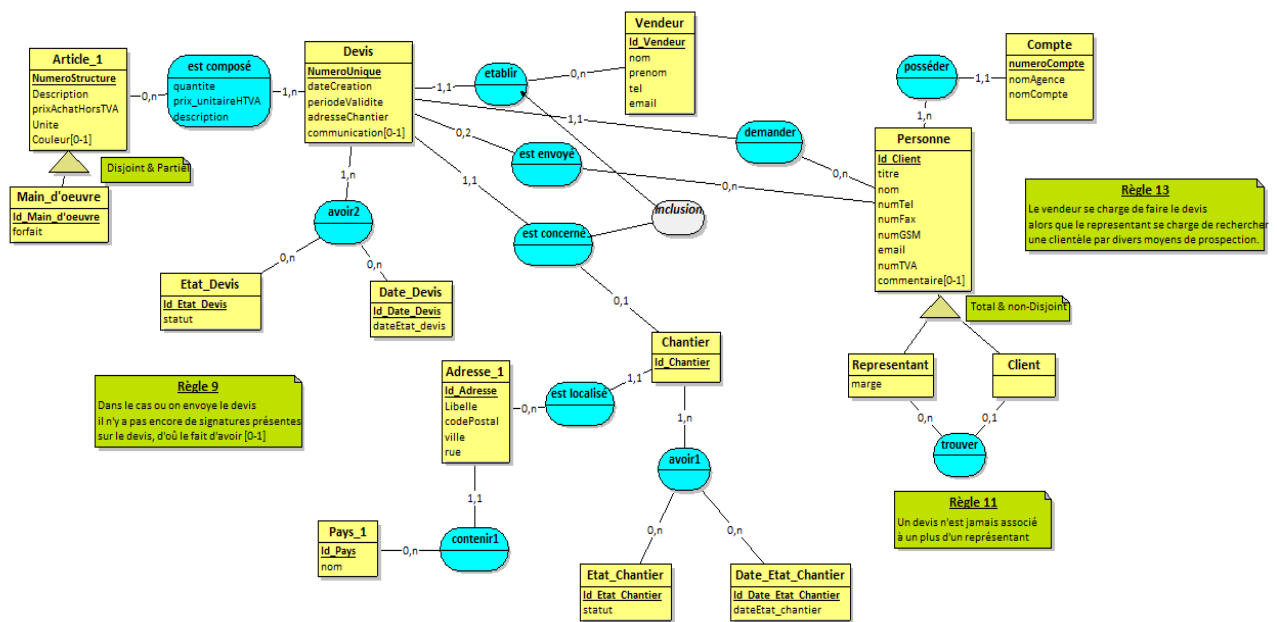 Vendeur
Id_Vendeur
nom
prenom
tel
email
Compte
numeroCompte
nomAgence
nomCompte
posséder
1,1
1,n
Article_1
NumeroStructure
Description
prixAchatHorsTVA
Unite
Couleur[0-1]
est composé
quantite
prix_unitaireHTVA
description
0,n
1,n
Devis
NumeroUnique
dateCreation
periodeValidite
adresseChantier
communication[0-1]
etablir
1,1
0,n
demander
1,1
0,n
est envoyé
0,2
0,n
Personne
Id_Client
titre
nom
numTel
numFax
numGSM
email
numTVA
commentaire[0-1]
Disjoint & Partiel
Main_d'oeuvre
Id_Main_d'oeuvre
forfait
1,n
avoir2
0,n
0,n
1,1
est concerné
Inclusion
0,1
Règle 13
Le vendeur se charge de faire le devis
alors que le representant se charge de rechercher
une clientèle par divers moyens de prospection.
Etat_Devis
Id_Etat_Devis
statut
Date_Devis
Id_Date_Devis
dateEtat_devis
Total & non-Disjoint
Chantier
Id_Chantier
Representant
marge
Client
Adresse_1
Id_Adresse
Libelle
codePostal
ville
rue
est localisé
1,1
0,n
Règle 9
Dans le cas ou on envoye le devis
il n'y a pas encore de signatures présentes
sur le devis, d'où le fait d'avoir [0-1]
0,n
0,1
trouver
1,n
avoir1
0,n
0,n
Règle 11
Un devis n'est jamais associé
à un plus d'un représentant
1,1
contenir1
0,n
Pays_1
Id_Pays
nom
Etat_Chantier
Id_Etat_Chantier
statut
Date_Etat_Chantier
Id_Date_Etat_Chantier
dateEtat_chantier